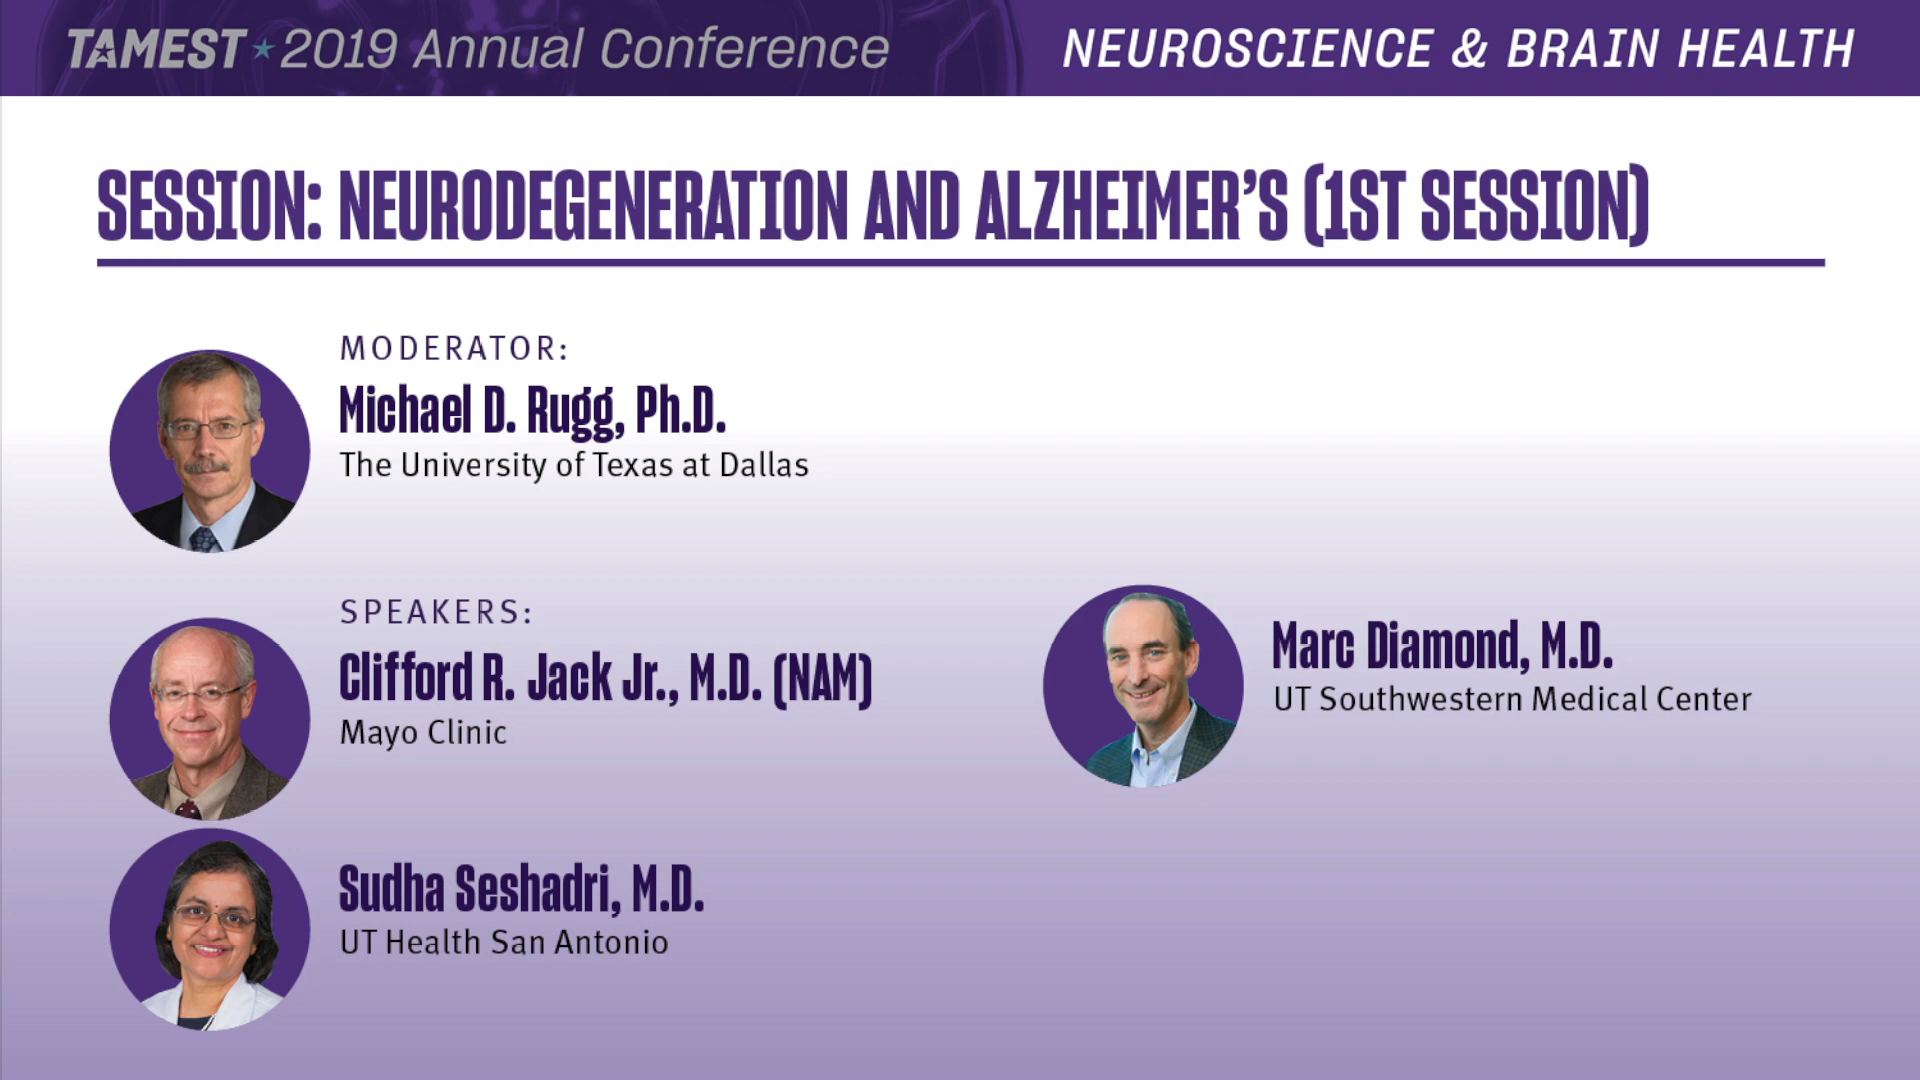 TAMEST★2019 Annual Conference
NEUROSCIENCE & BRAIN HEALTH
SESSION: NEURODEGENERATION AND ALZHEIMER’S (1ST SESSION)
MODERATOR:
Michael D. Rugg, Ph.D.
The University of Texas at Dallas
SPEAKERS:
Clifford R. Jack Jr., M.D. (NAM)
Mayo Clinic
Sudha Seshadri, M.D.
UT Health San Antonio
Marc Diamond, M.D.
UT Southwestern Medical Center